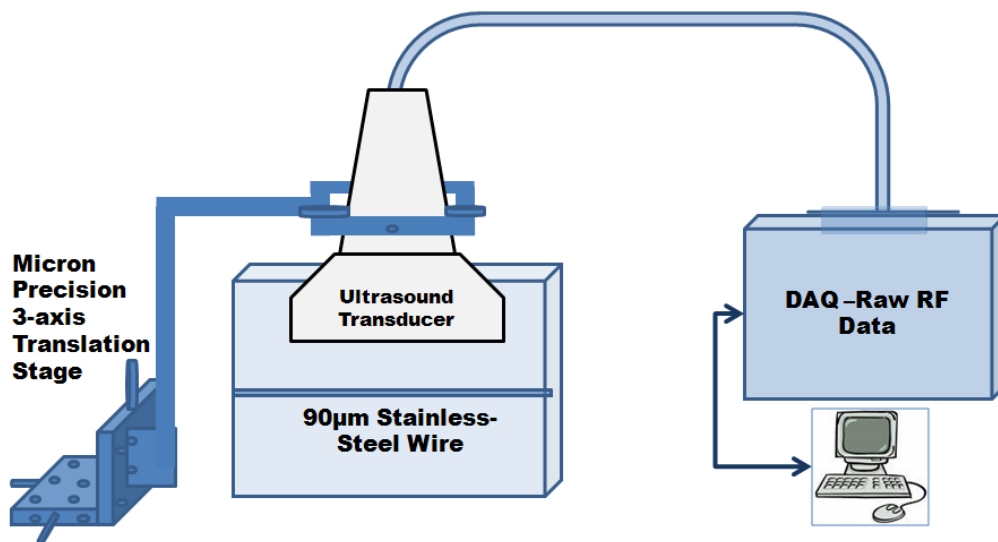 Micron
Precision
3-axis
Translation
Stage
Ultrasound
Transducer
90µm Stainless-
Steel Wire
DAQ –Raw RF
Data